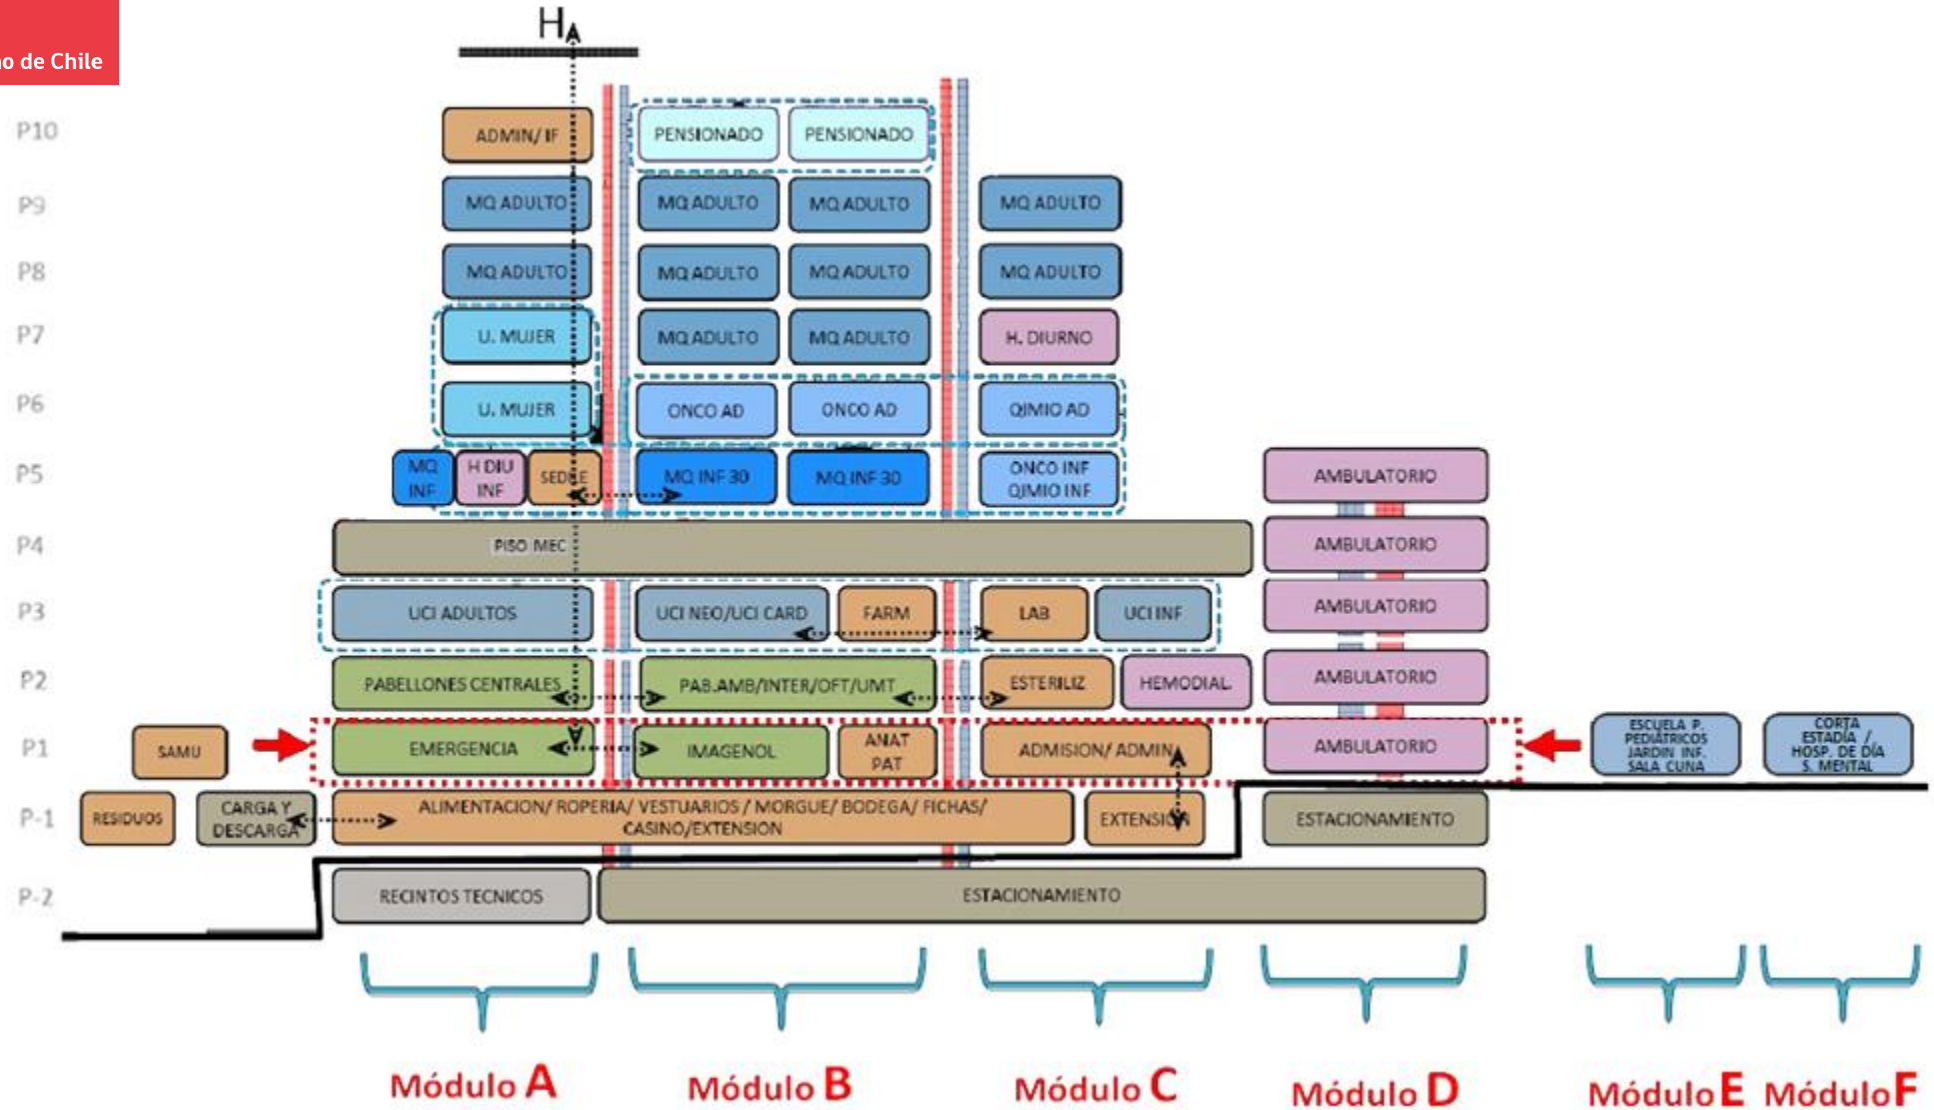 o de Chile
H
P10
ADMIN/ IF
PENSIONADO
PENSIONADO
P9
MQ ADULTO
MQ ADULTO
MQ ADULTO
MQ ADULTO
P8
MQ ADULTO
MQ ADULTO
MQ ADULTO
MQ ADULTO
P7
U. MUJER
MQ ADULTO
MQ ADULTO
H. DIURNO
P6
U. MUJER
ONCO AD
ONCO AD
QIMIO AD
P5
MQ
INF
H DIU
INF
MQ INF 30
MQ INF 30
ONCO INF
QIMIO INF
AMBULATORIO
P4
PISO MEC
AMBULATORIO
P3
UCI ADULTOS
UCI NEO/UCI CARD
FARM
LAB
UCI INF
AMBULATORIO
P2
PABELLONES CENTRALES
PAB.AMB/INTER/OFT/UMT
ESTERILIZ
HEMODIAL.
AMBULATORIO
P1
SAMU
EMERGENCIA
IMAGENOL
ANAT
PAT
ADMISION/ ADMIN
AMBULATORIO
ESCUELA P.
PEDIÁTRICOS
JARDIN INF.
SALA CUNA
CORTA
ESTADÍA /
HOSP. DE DÍA
S. MENTAL
P-1
RESIDUOS
CARGA Y
DESCARGA
ALIMENTACION/ ROPERIA/ VESTUARIOS / MORGUE/ BODEGA/ FICHAS/
CASINO/EXTENSION
EXTENSION
ESTACIONAMIENTO
P-2
RECINTOS TECNICOS
ESTACIONAMIENTO
Módulo A
Módulo B
Módulo C
Módulo D
Módulo E
Módulo F